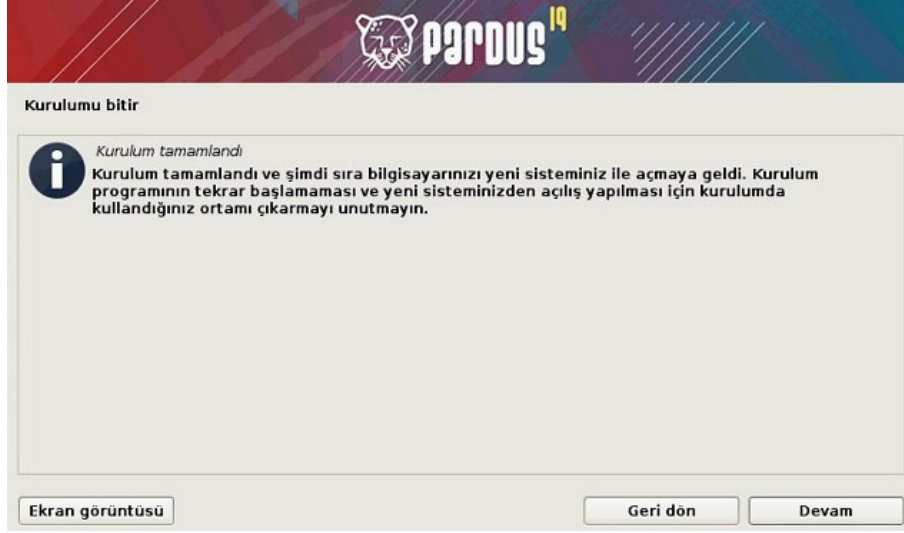 pardus 19
Kurulumu bitir
Kurulum tamamlandı
Kurulum tamamlandı ve şimdi sıra bilgisayarınızı yeni sisteminiz ile açmaya geldi. Kurulum
programının tekrar başlamaması ve yeni sisteminizden açılış yapılması için kurulumda
kullandığınız ortamı çıkarmayı unutmayın.
Ekran görüntüsü
Geri dön
Devam